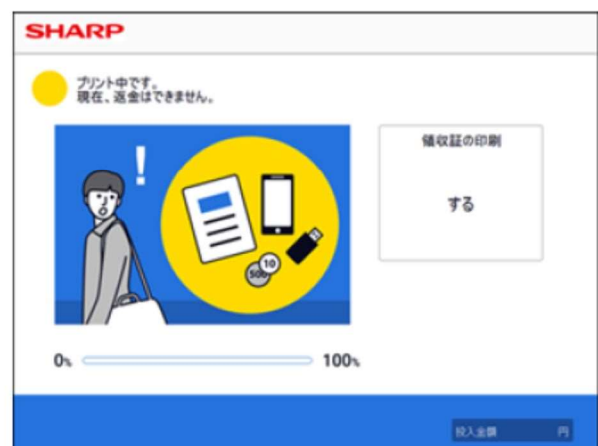 SHARP
プリント中です。
現在、返金はできません。
領収証の印刷
する
!
500
10
0%
100%
投入金額 円